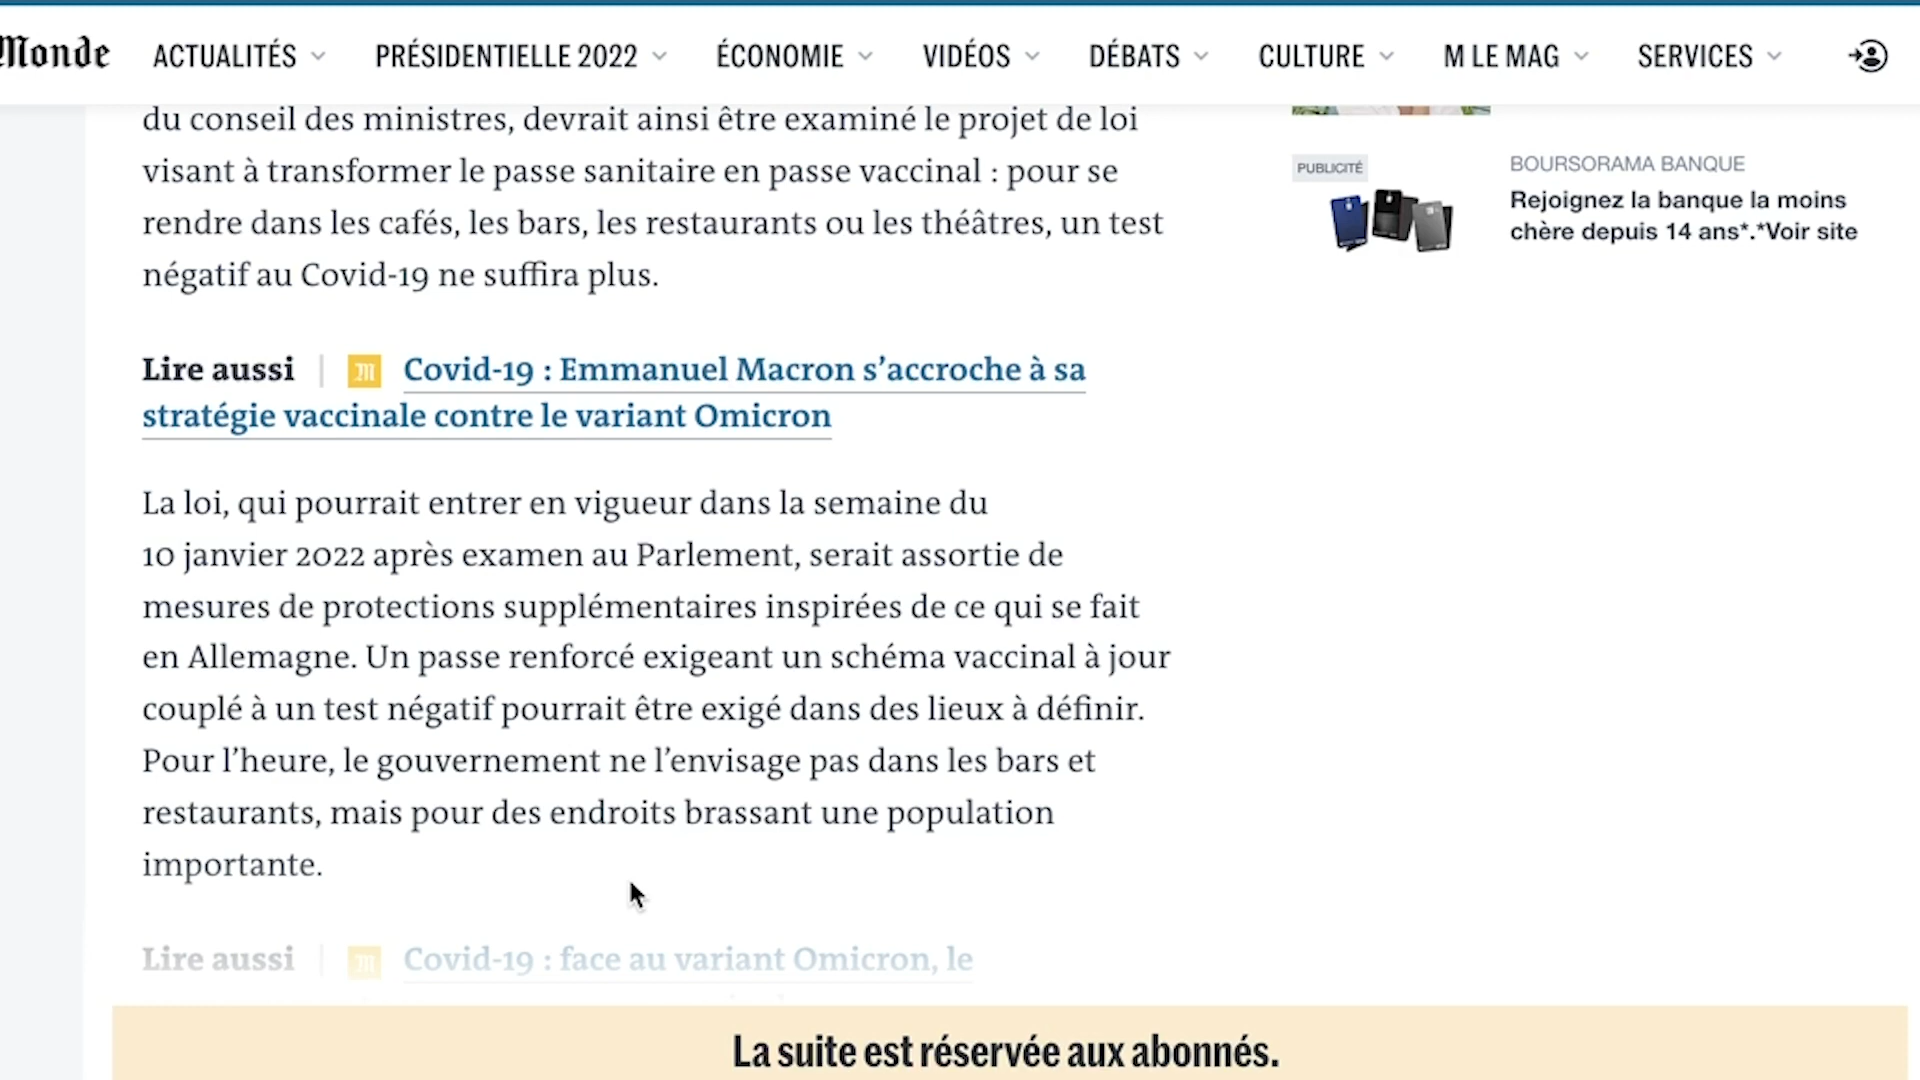 Monde
ACTUALITÉS PRÉSIDENTIELLE 2022 ÉCONOMIE VIDÉOS DÉBATS CULTURE M LE MAG SERVICES
du conseil des ministres, devrait ainsi être examiné le projet de loi
visant à transformer le passe sanitaire en passe vaccinal : pour se
rendre dans les cafés, les bars, les restaurants ou les théâtres, un test
négatif au Covid-19 ne suffira plus.
Lire aussi | M Covid-19 : Emmanuel Macron s’accroche à sa
stratégie vaccinale contre le variant Omicron
La loi, qui pourrait entrer en vigueur dans la semaine du
10 janvier 2022 après examen au Parlement, serait assortie de
mesures de protections supplémentaires inspirées de ce qui se fait
en Allemagne. Un passe renforcé exigeant un schéma vaccinal à jour
couplé à un test négatif pourrait être exigé dans des lieux à définir.
Pour l’heure, le gouvernement ne l’envisage pas dans les bars et
restaurants, mais pour des endroits brassant une population
importante.
Lire aussi | M Covid-19 : face au variant Omicron, le
La suite est réservée aux abonnés.
PUBLICITÉ
BOURSORAMA BANQUE
Rejoignez la banque la moins
chère depuis 14 ans*.*Voir site